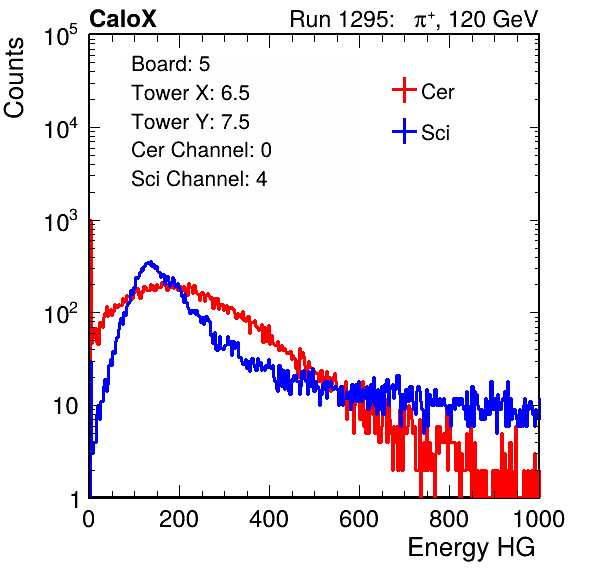 CaloX Run 1295: π⁺, 120 GeV
Counts
Board: 5
Tower X: 6.5
Tower Y: 7.5
Cer Channel: 0
Sci Channel: 4
Cer
Sci
10⁵
10⁴
10³
10²
10
1
0 200 400 600 800 1000
Energy HG